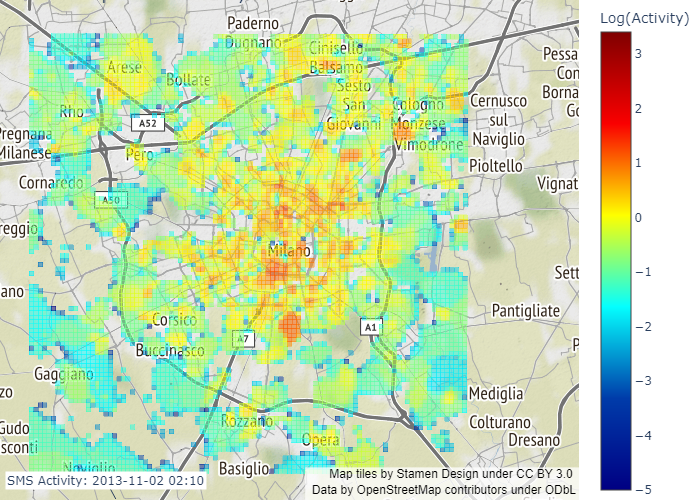 Paderno
Dugnano
Cinisello
Balsamo
Arese
Bollate
Sesto
San
Giovanni
Cologno
Monzese
Cernusco
sul
Naviglio
Pessa
Con
Borna
Go
Rho
A52
Pregnana
Milanese
Pero
Vimodrone
Pioltello
Cornaredo
A50
Vignat
reggio
Milano
Sett
ano
Pantigliate
Corsico
A7
A1
P
Buccinasco
Gaggiano
zo
Mediglia
Rozzano
Colturano
Gudo
sconti
Opera
Dresano
Noviglio
Basiglio
SMS Activity: 2013-11-02 02:10
Map tiles by Stamen Design under CC BY 3.0
Data by OpenStreetMap contributors under ODbL
Log(Activity)
3
2
1
0
−1
−2
−3
−4
−5